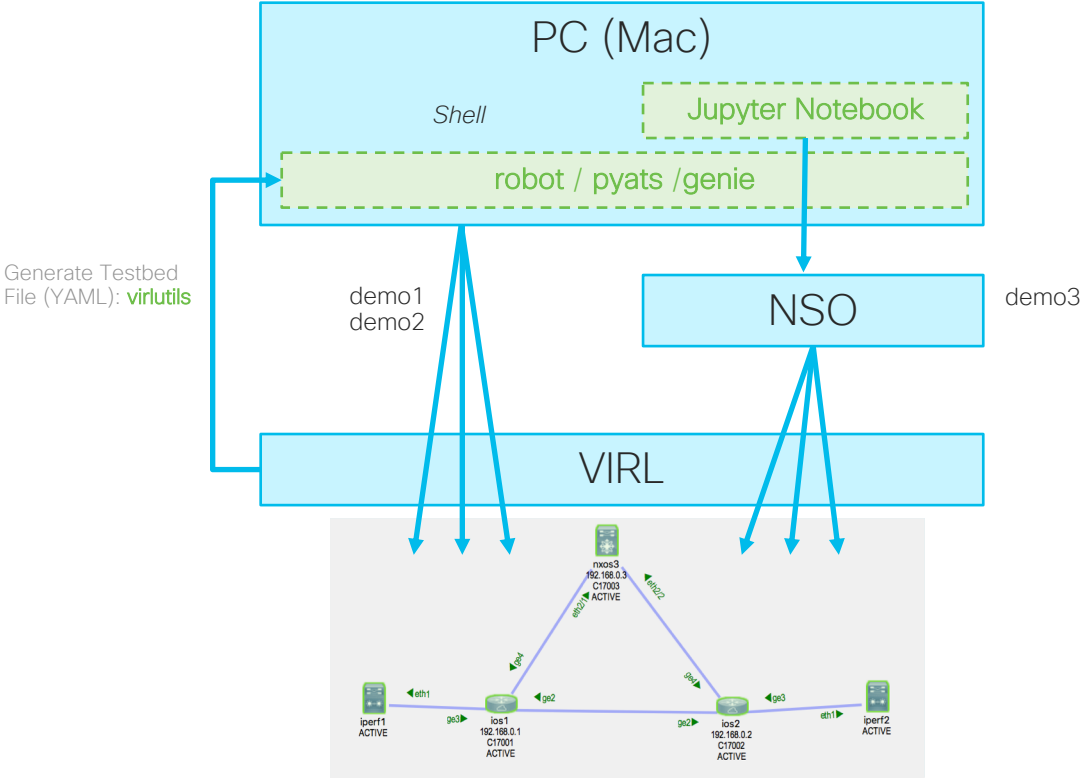 PC (Mac)
Shell
Jupyter Notebook
robot / pyats /genie
Generate Testbed
File (YAML): virlutils
demo1
demo2
NSO
demo3
VIRL
nxos3
192.168.0.3
C17003
ACTIVE
eth2/1
eth2/2
ge4
ge4
eth1
ge3
iperf1
ACTIVE
ge2
ios1
192.168.0.1
C17001
ACTIVE
ge2
ios2
192.168.0.2
C17002
ACTIVE
ge3
eth1
iperf2
ACTIVE